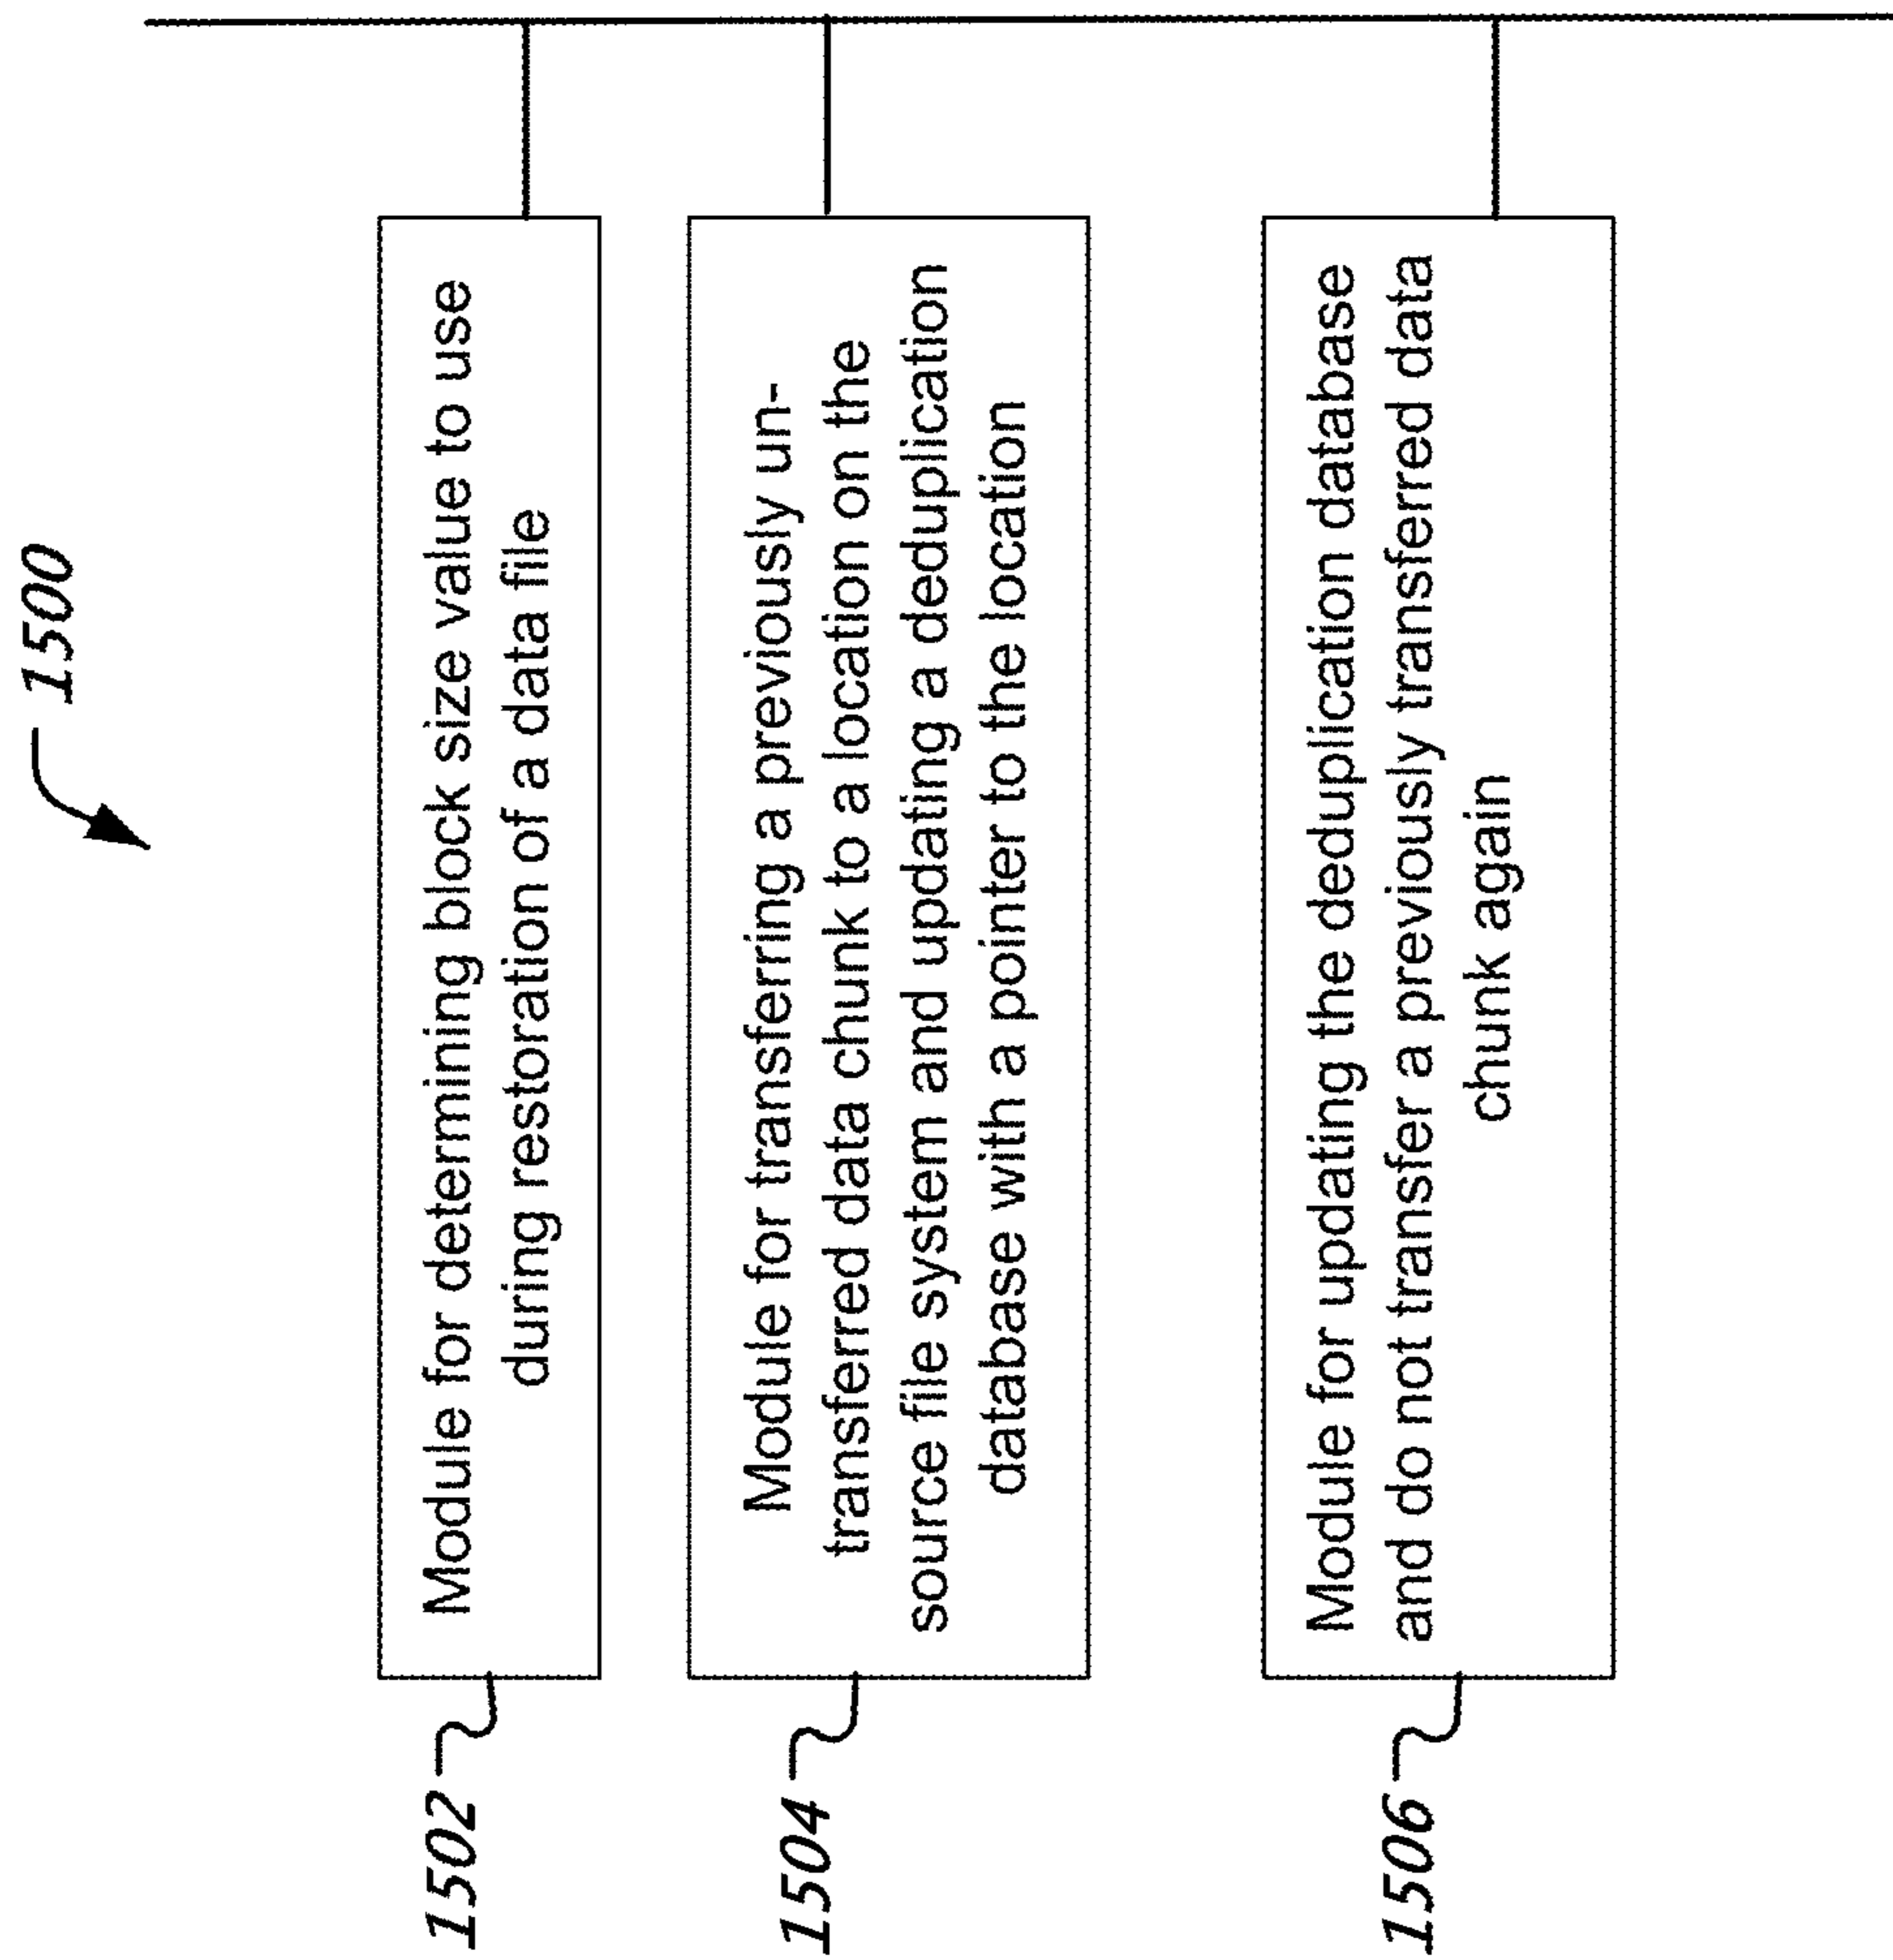 1500
1502
Module for determining block size value to use
during restoration of a data file
1504
Module for transferring a previously un-
transferred data chunk to a location on the
source file system and updating a deduplication
database with a pointer to the location
1506
Module for updating the deduplication database
and do not transfer a previously transferred data
chunk again